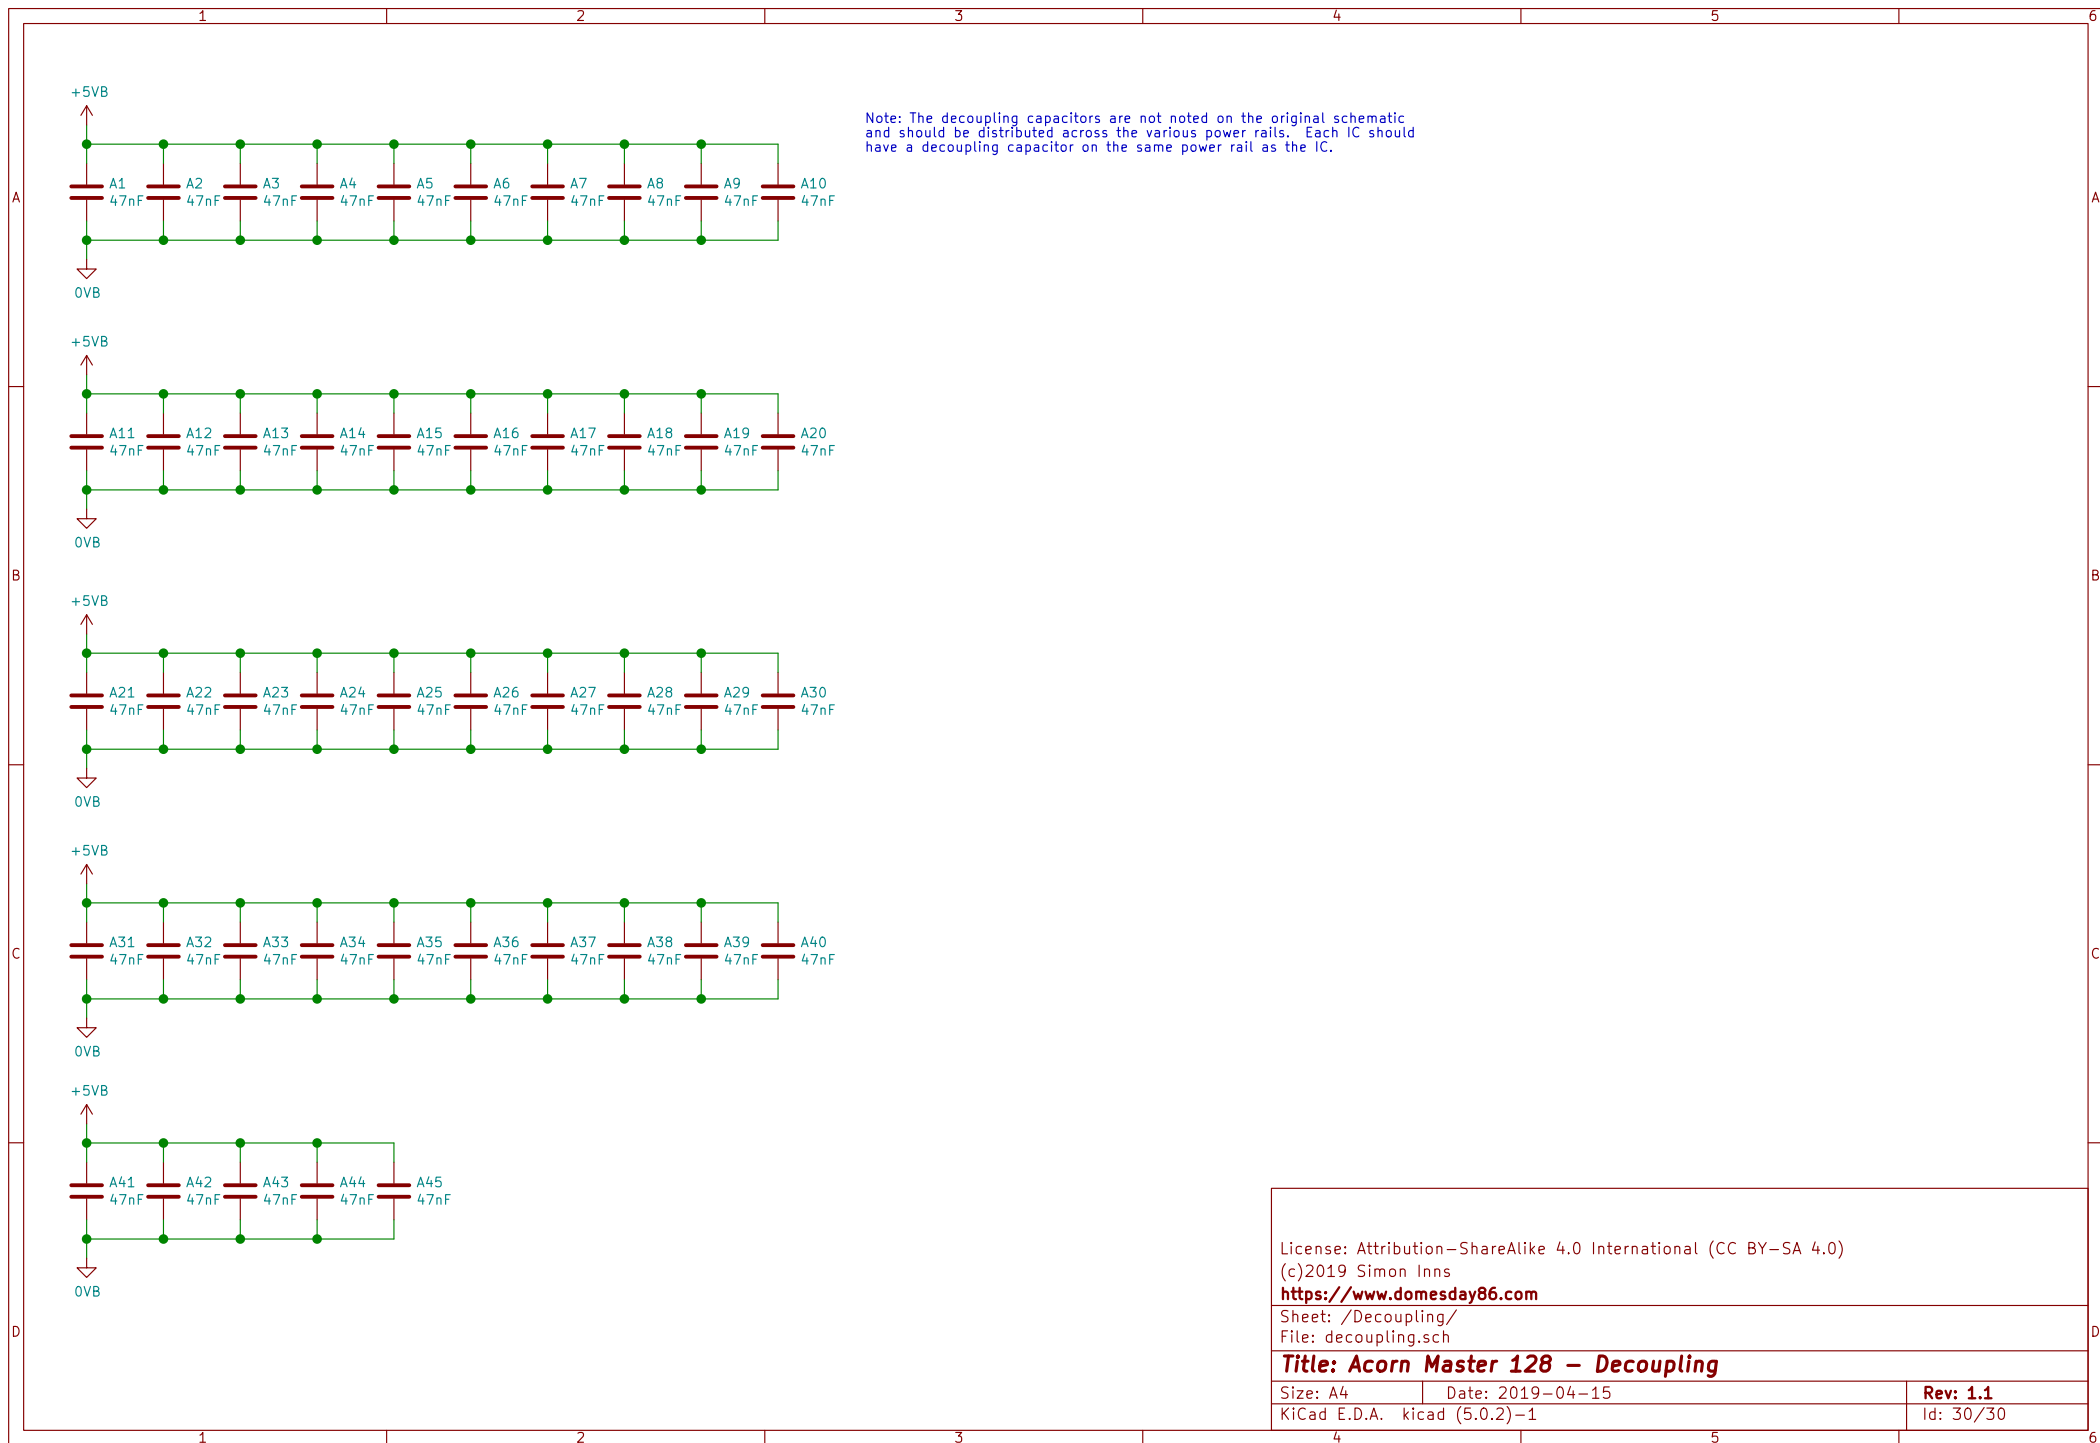 1 2 3 4 5 6
+5VB
Note: The decoupling capacitors are not noted on the original schematic
and should be distributed across the various power rails.  Each IC should
have a decoupling capacitor on the same power rail as the IC.
A1 A2 A3 A4 A5 A6 A7 A8 A9 A10
A A
47nF 47nF 47nF 47nF 47nF 47nF 47nF 47nF 47nF 47nF
0VB
+5VB
A11 A12 A13 A14 A15 A16 A17 A18 A19 A20
47nF 47nF 47nF 47nF 47nF 47nF 47nF 47nF 47nF 47nF
0VB
B B
+5VB
A21 A22 A23 A24 A25 A26 A27 A28 A29 A30
47nF 47nF 47nF 47nF 47nF 47nF 47nF 47nF 47nF 47nF
0VB
+5VB
A31 A32 A33 A34 A35 A36 A37 A38 A39 A40
C C
47nF 47nF 47nF 47nF 47nF 47nF 47nF 47nF 47nF 47nF
0VB
+5VB
A41 A42 A43 A44 A45
47nF 47nF 47nF 47nF 47nF
0VB
License: Attribution-ShareAlike 4.0 International (CC BY-SA 4.0)
(c)2019 Simon Inns
https://www.domesday86.com
Sheet: /Decoupling/
D D
File: decoupling.sch
Title: Acorn Master 128 - Decoupling
Size: A4 Date: 2019-04-15 Rev: 1.1
KiCad E.D.A.  kicad (5.0.2)-1 Id: 30/30
1 2 3 4 5 6